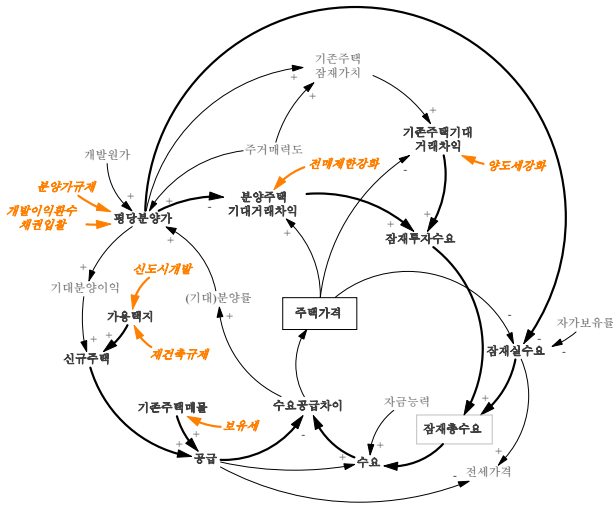 기존주택
잠재가치
기존주택기대
거래차익
양도세강화
개발원가
주거매력도
전매제한강화
분양가규제
개발이익환수
채권입찰
평당분양가
분양주택
기대거래차익
잠재투자수요
신도시개발
기대분양이익
(기대)분양률
가용택지
주택가격
자가보유률
신규주택
재건축규제
잠재실수요
기존주택매물
수요공급차이
자금능력
보유세
잠재총수요
공급
수요
전세가격